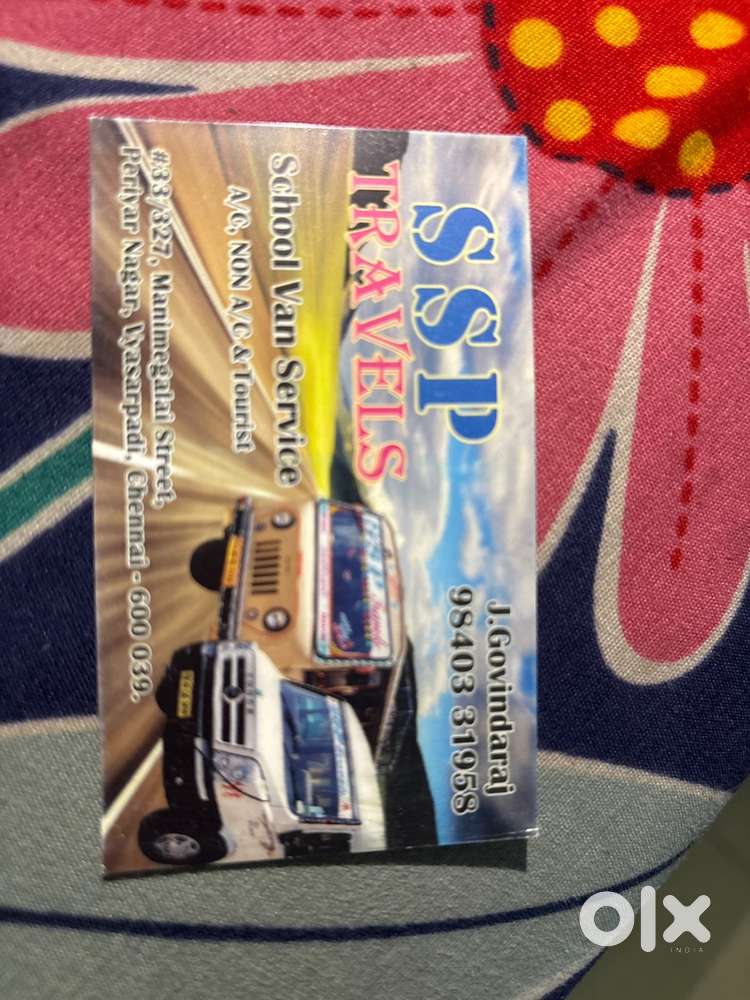 J.Govindaraj
98403 31958
SSP
TRAVELS
School Van Service
A/C, NON A/C & Tourist
#33/327, Manimegalai Street,
Periyar Nagar, Vyasarpadi, Chennai - 600 039.
olx
INDIA